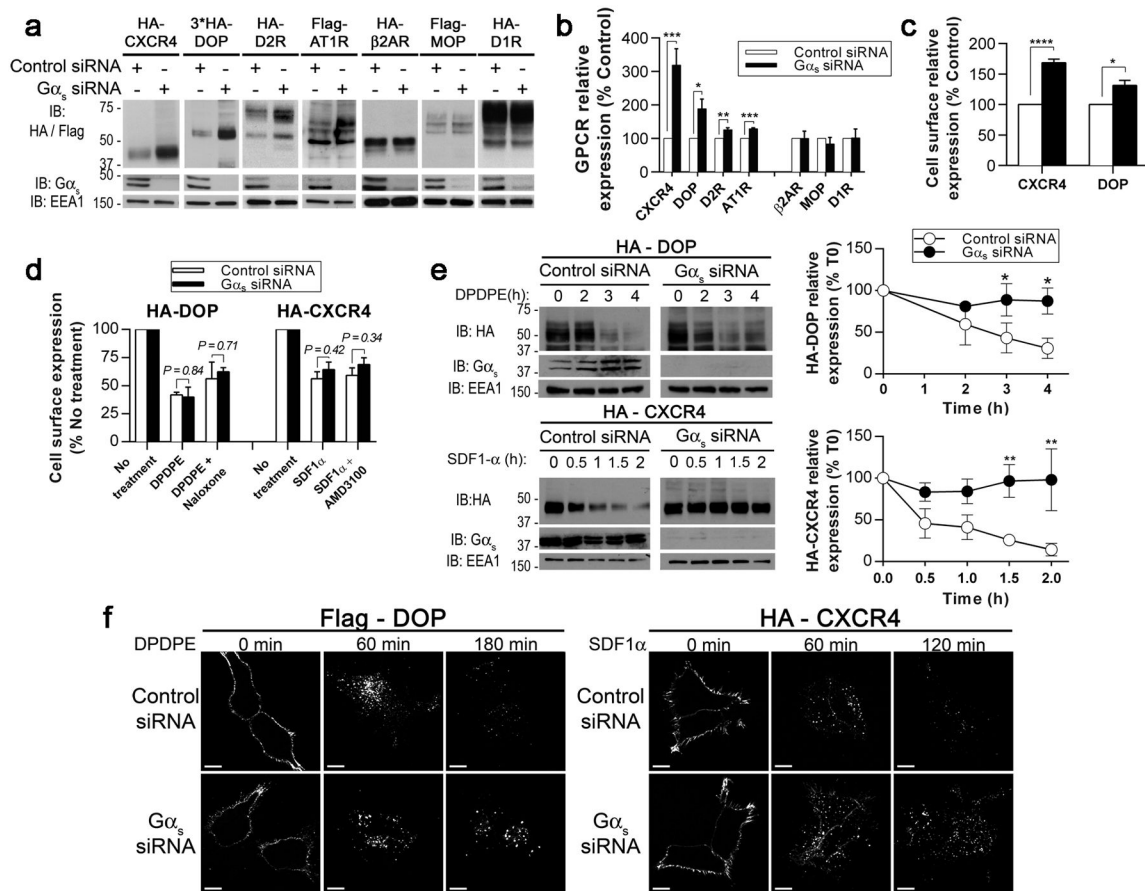 a
HA- 3*HA- HA- Flag- HA- Flag- HA-
CXCR4 DOP D2R AT1R β2AR MOP D1R
Control siRNA + - + - + - + - + - + - + -
Gαs siRNA - + - + - + - + - + - + - +
IB:
HA / Flag
75
50
37
IB: Gαs
50
37
IB: EEA1 150
b
GPCR relative
expression (% Control)
400
300
200
100
0
Control siRNA
Gαs siRNA
*** * ** ***
CXCR4 DOP D2R AT1R β2AR MOP D1R
c
Cell surface relative
expression (% Control)
200
150
100
50
0
**** *
CXCR4 DOP
d
Control siRNA
Gαs siRNA
HA-DOP HA-CXCR4
Cell surface expression
(% No treatment)
100
75
50
25
0
P = 0.84
P = 0.71
P = 0.42
P = 0.34
No treatment
DPDPE
DPDPE + Naloxone
No treatment
SDF1α
SDF1α + AMD3100
e
HA - DOP
Control siRNA Gαs siRNA
DPDPE(h): 0 2 3 4 0 2 3 4
IB: HA
75
50
37
IB: Gαs
50
37
IB: EEA1 150
HA - CXCR4
Control siRNA Gαs siRNA
SDF1-α (h): 0 0.5 1 1.5 2 0 0.5 1 1.5 2
IB:HA
50
37
IB: Gαs
50
37
IB: EEA1
150
Control siRNA
Gαs siRNA
HA-DOP relative
expression (% T0)
150
100
50
0
* *
0 1 2 3 4
Time (h)
HA-CXCR4 relative
expression (% T0)
150
100
50
0
** **
0.0 0.5 1.0 1.5 2.0
Time (h)
f
Flag - DOP HA - CXCR4
DPDPE 0 min 60 min 180 min SDF1α 0 min 60 min 120 min
Control
siRNA
Control
siRNA
Gαs
siRNA
Gαs
siRNA